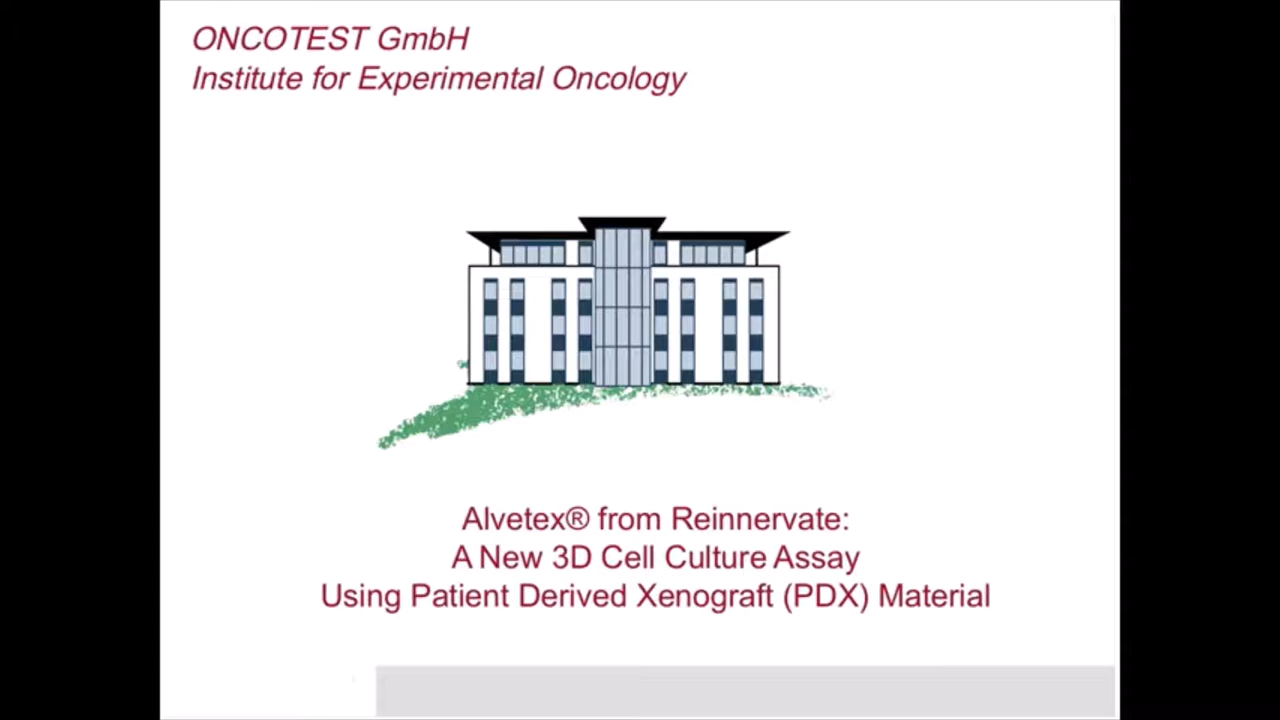 ONCOTEST GmbH
Institute for Experimental Oncology
Alvetex® from Reinnervate:
A New 3D Cell Culture Assay
Using Patient Derived Xenograft (PDX) Material